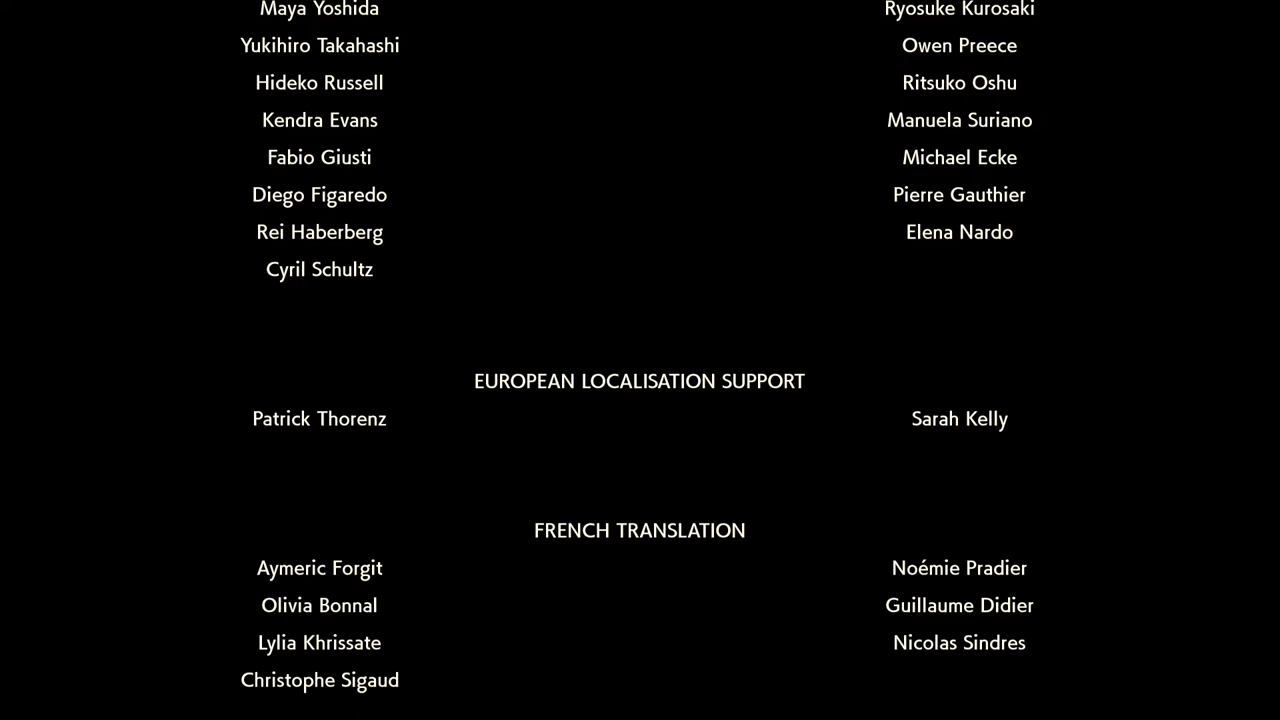 Maya Yoshida Ryosuke Kurosaki
Yukihiro Takahashi Owen Preece
Hideko Russell Ritsuko Oshu
Kendra Evans Manuela Suriano
Fabio Giusti Michael Ecke
Diego Figaredo Pierre Gauthier
Rei Haberberg Elena Nardo
Cyril Schultz
EUROPEAN LOCALISATION SUPPORT
Patrick Thorenz Sarah Kelly
FRENCH TRANSLATION
Aymeric Forgit Noémie Pradier
Olivia Bonnal Guillaume Didier
Lylia Khrissate Nicolas Sindres
Christophe Sigaud